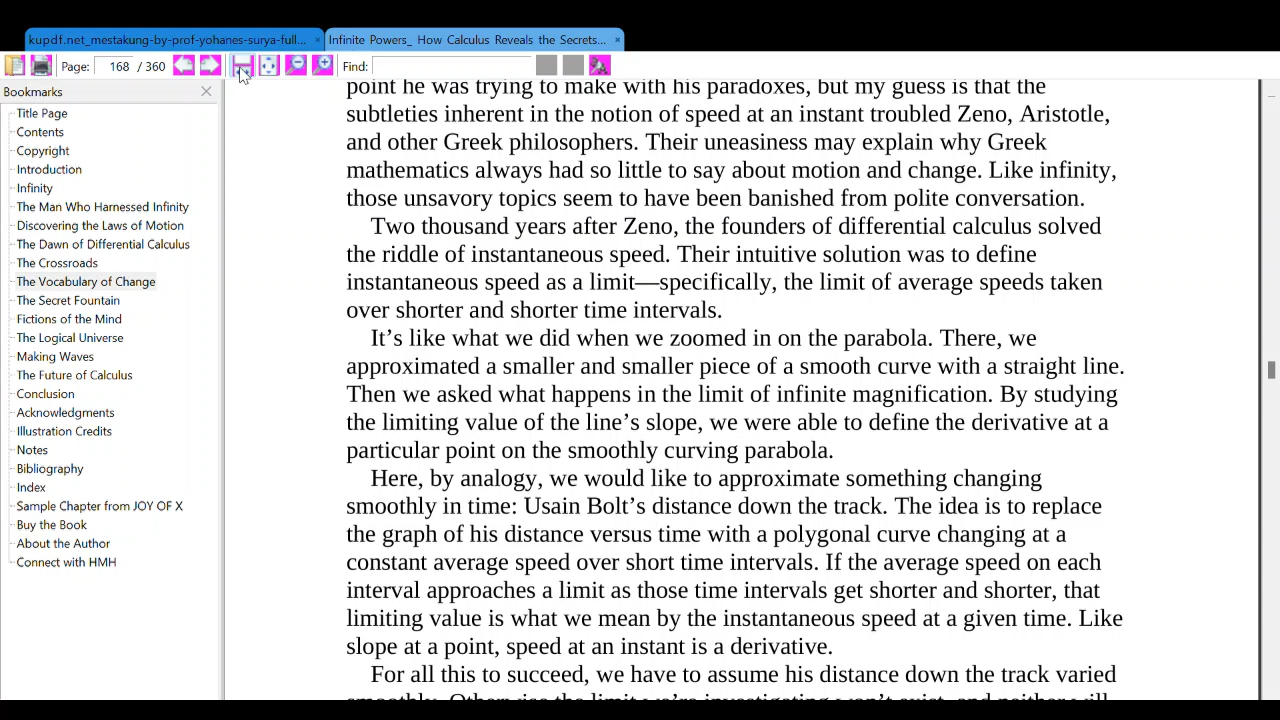 kupdf.net_mestakung-by-prof-yohanes-surya-full... ×
Infinite Powers_ How Calculus Reveals the Secrets... ×
Page: 168 / 360
Find:
Bookmarks
Title Page
Contents
Copyright
Introduction
Infinity
The Man Who Harnessed Infinity
Discovering the Laws of Motion
The Dawn of Differential Calculus
The Crossroads
The Vocabulary of Change
The Secret Fountain
Fictions of the Mind
The Logical Universe
Making Waves
The Future of Calculus
Conclusion
Acknowledgments
Illustration Credits
Notes
Bibliography
Index
Sample Chapter from JOY OF X
Buy the Book
About the Author
Connect with HMH
point he was trying to make with his paradoxes, but my guess is that the
subtleties inherent in the notion of speed at an instant troubled Zeno, Aristotle,
and other Greek philosophers. Their uneasiness may explain why Greek
mathematics always had so little to say about motion and change. Like infinity,
those unsavory topics seem to have been banished from polite conversation.
Two thousand years after Zeno, the founders of differential calculus solved
the riddle of instantaneous speed. Their intuitive solution was to define
instantaneous speed as a limit—specifically, the limit of average speeds taken
over shorter and shorter time intervals.
It’s like what we did when we zoomed in on the parabola. There, we
approximated a smaller and smaller piece of a smooth curve with a straight line.
Then we asked what happens in the limit of infinite magnification. By studying
the limiting value of the line’s slope, we were able to define the derivative at a
particular point on the smoothly curving parabola.
Here, by analogy, we would like to approximate something changing
smoothly in time: Usain Bolt’s distance down the track. The idea is to replace
the graph of his distance versus time with a polygonal curve changing at a
constant average speed over short time intervals. If the average speed on each
interval approaches a limit as those time intervals get shorter and shorter, that
limiting value is what we mean by the instantaneous speed at a given time. Like
slope at a point, speed at an instant is a derivative.
For all this to succeed, we have to assume his distance down the track varied
smoothly. Otherwise the limit we’re investigating won’t exist, and neither will